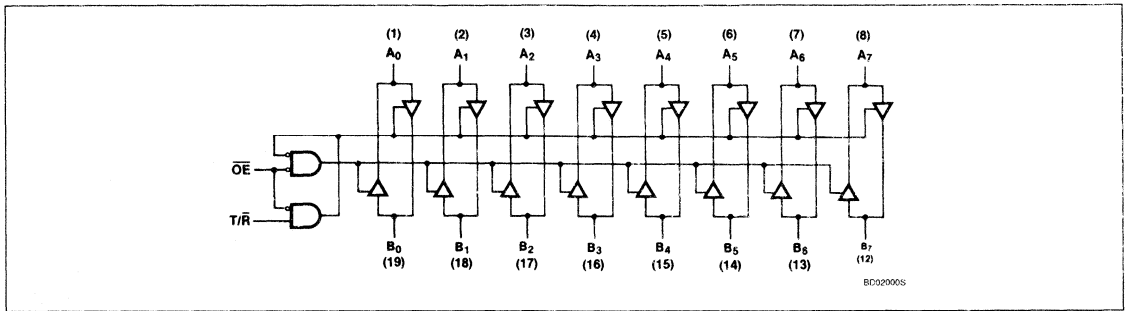 (1) (2) (3) (4) (5) (6) (7) (8)
A0 A1 A2 A3 A4 A5 A6 A7
OE
T/R
B0 B1 B2 B3 B4 B5 B6 B7
(19) (18) (17) (16) (15) (14) (13) (12)
BD02000S